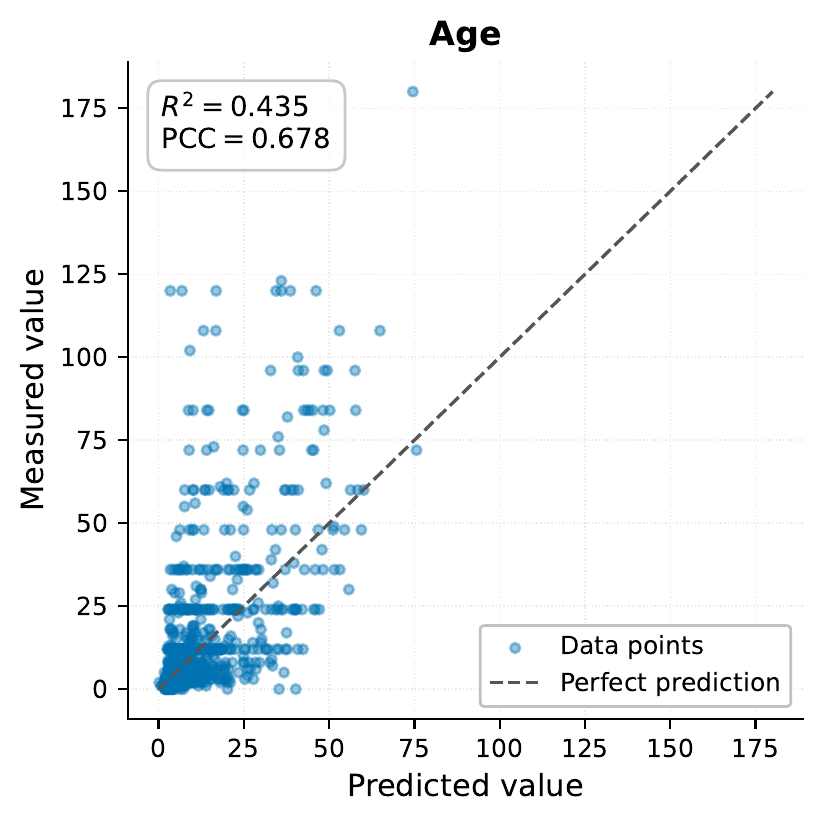 Age
R² = 0.435
PCC = 0.678
175
150
125
100
75
50
25
0
Measured value
Data points
Perfect prediction
0 25 50 75 100 125 150 175
Predicted value